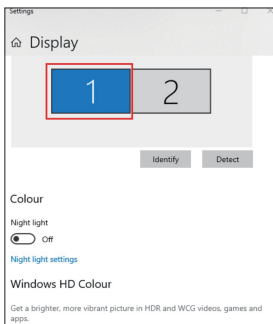 Settings
Display
1 2
Identify Detect
Colour
Night light
Off
Night light settings
Windows HD Colour
Get a brighter, more vibrant picture in HDR and WCG videos, games and
apps.